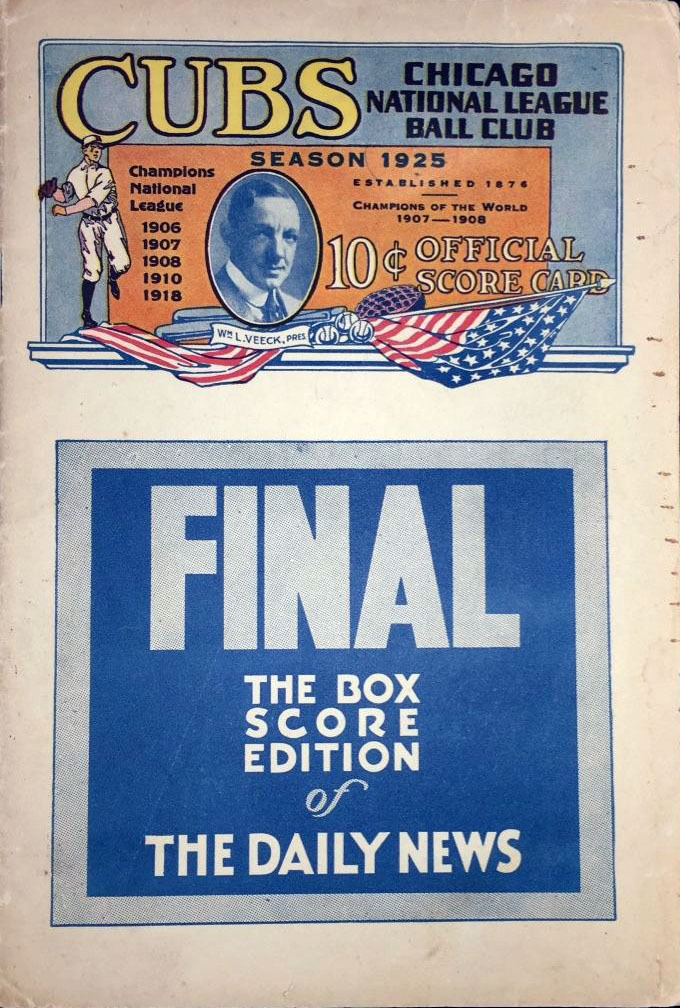 CUBS
CHICAGO
NATIONAL LEAGUE
BALL CLUB
SEASON 1925
ESTABLISHED 1876
CHAMPIONS OF THE WORLD
1907—1908
Champions
National
League
1906
1907
1908
1910
1918
10¢ OFFICIAL
SCORE CARD
WM L. VEECK, PRES.
FINAL
THE BOX
SCORE
EDITION
of
THE DAILY NEWS